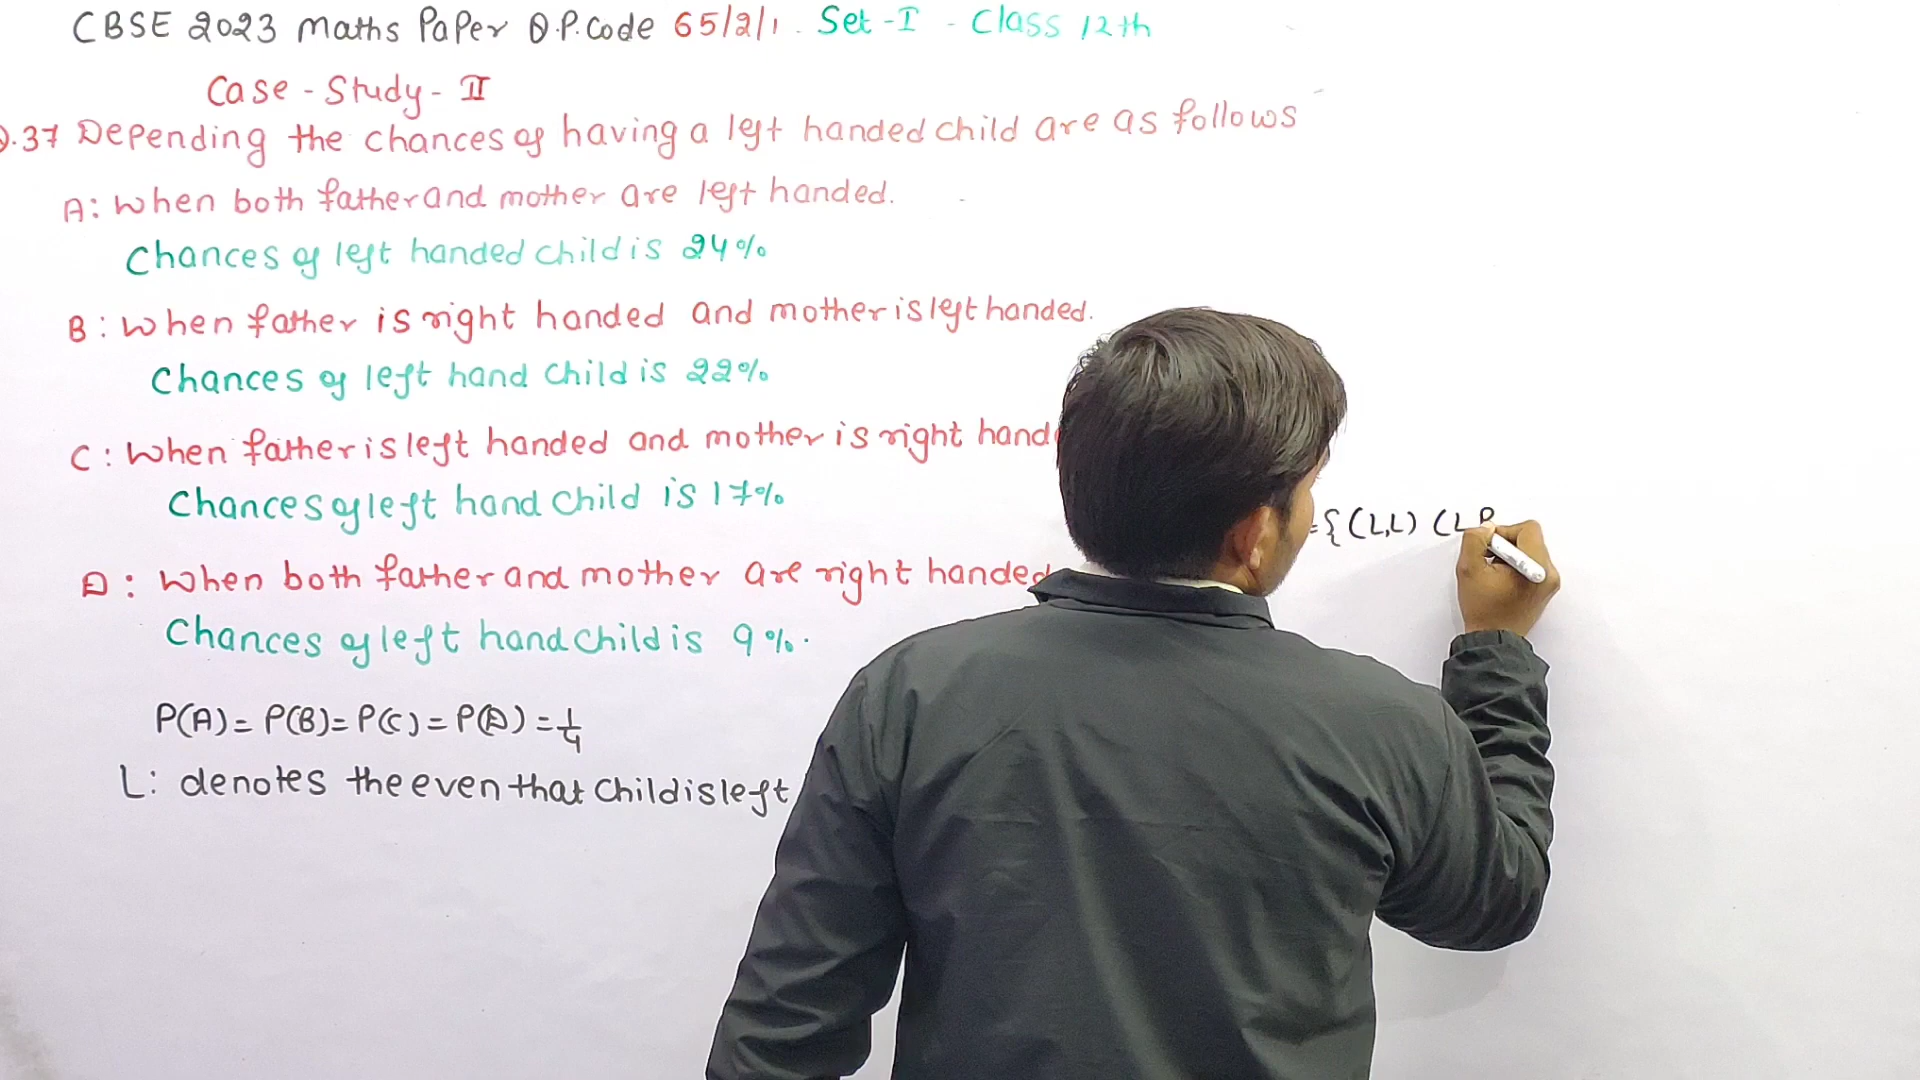 CBSE 2023 Maths Paper Q.P. Code 65/2/1. Set-I - Class 12th
Case-Study-II
Q.37 Depending the chances of having a left handed child are as follows
A: When both father and mother are left handed.
Chances of left handed child is 24%
B: When father is right handed and mother is left handed.
Chances of left hand child is 22%
C: When father is left handed and mother is right hand
Chances of left hand child is 17%
={(L,L) (L R
D: When both father and mother are right handed
Chances of left hand child is 9%.
P(A) = P(B) = P(C) = P(D) = 1/4
L: denotes the even that child is left